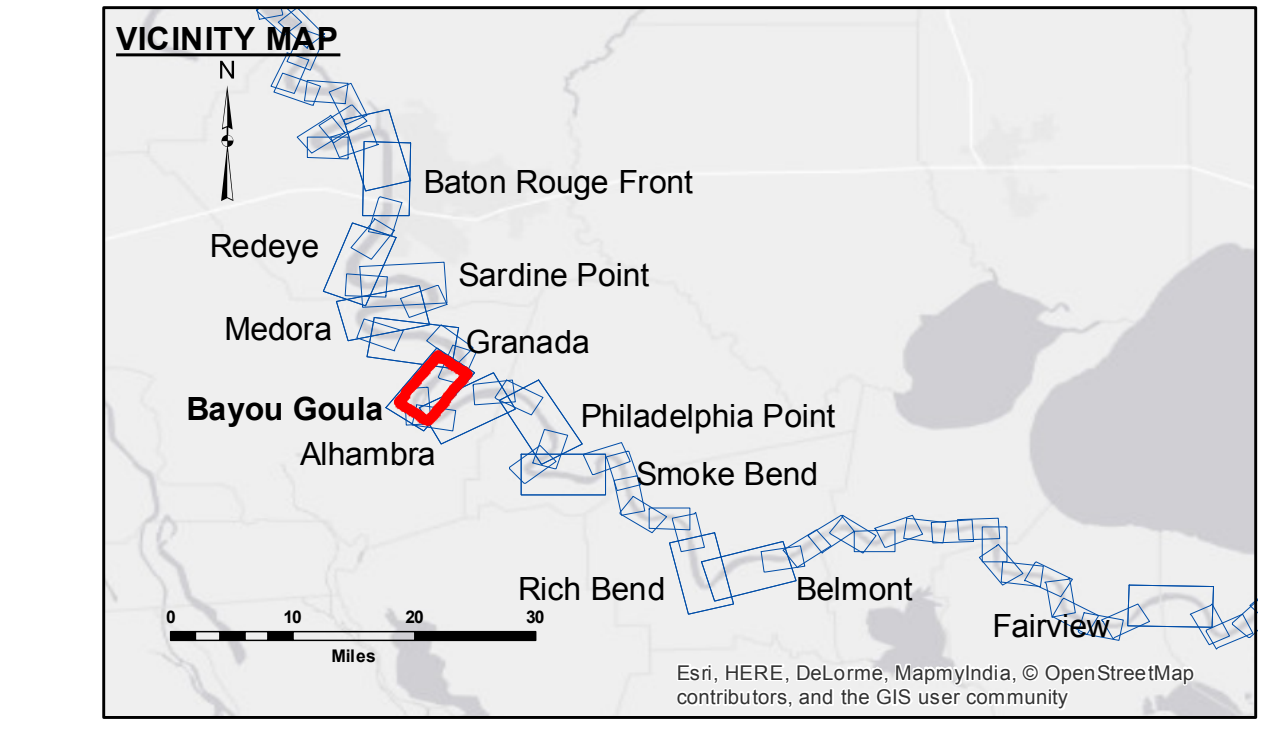 VICINITY MAP
N
Baton Rouge Front
Redeye
Sardine Point
Medora
Granada
Bayou Goula
Philadelphia Point
Alhambra
Smoke Bend
Rich Bend
Belmont
Fairview
0 10 20 30
Miles
Esri, HERE, DeLorme, MapmyIndia, © OpenStreetMap
contributors, and the GIS user community